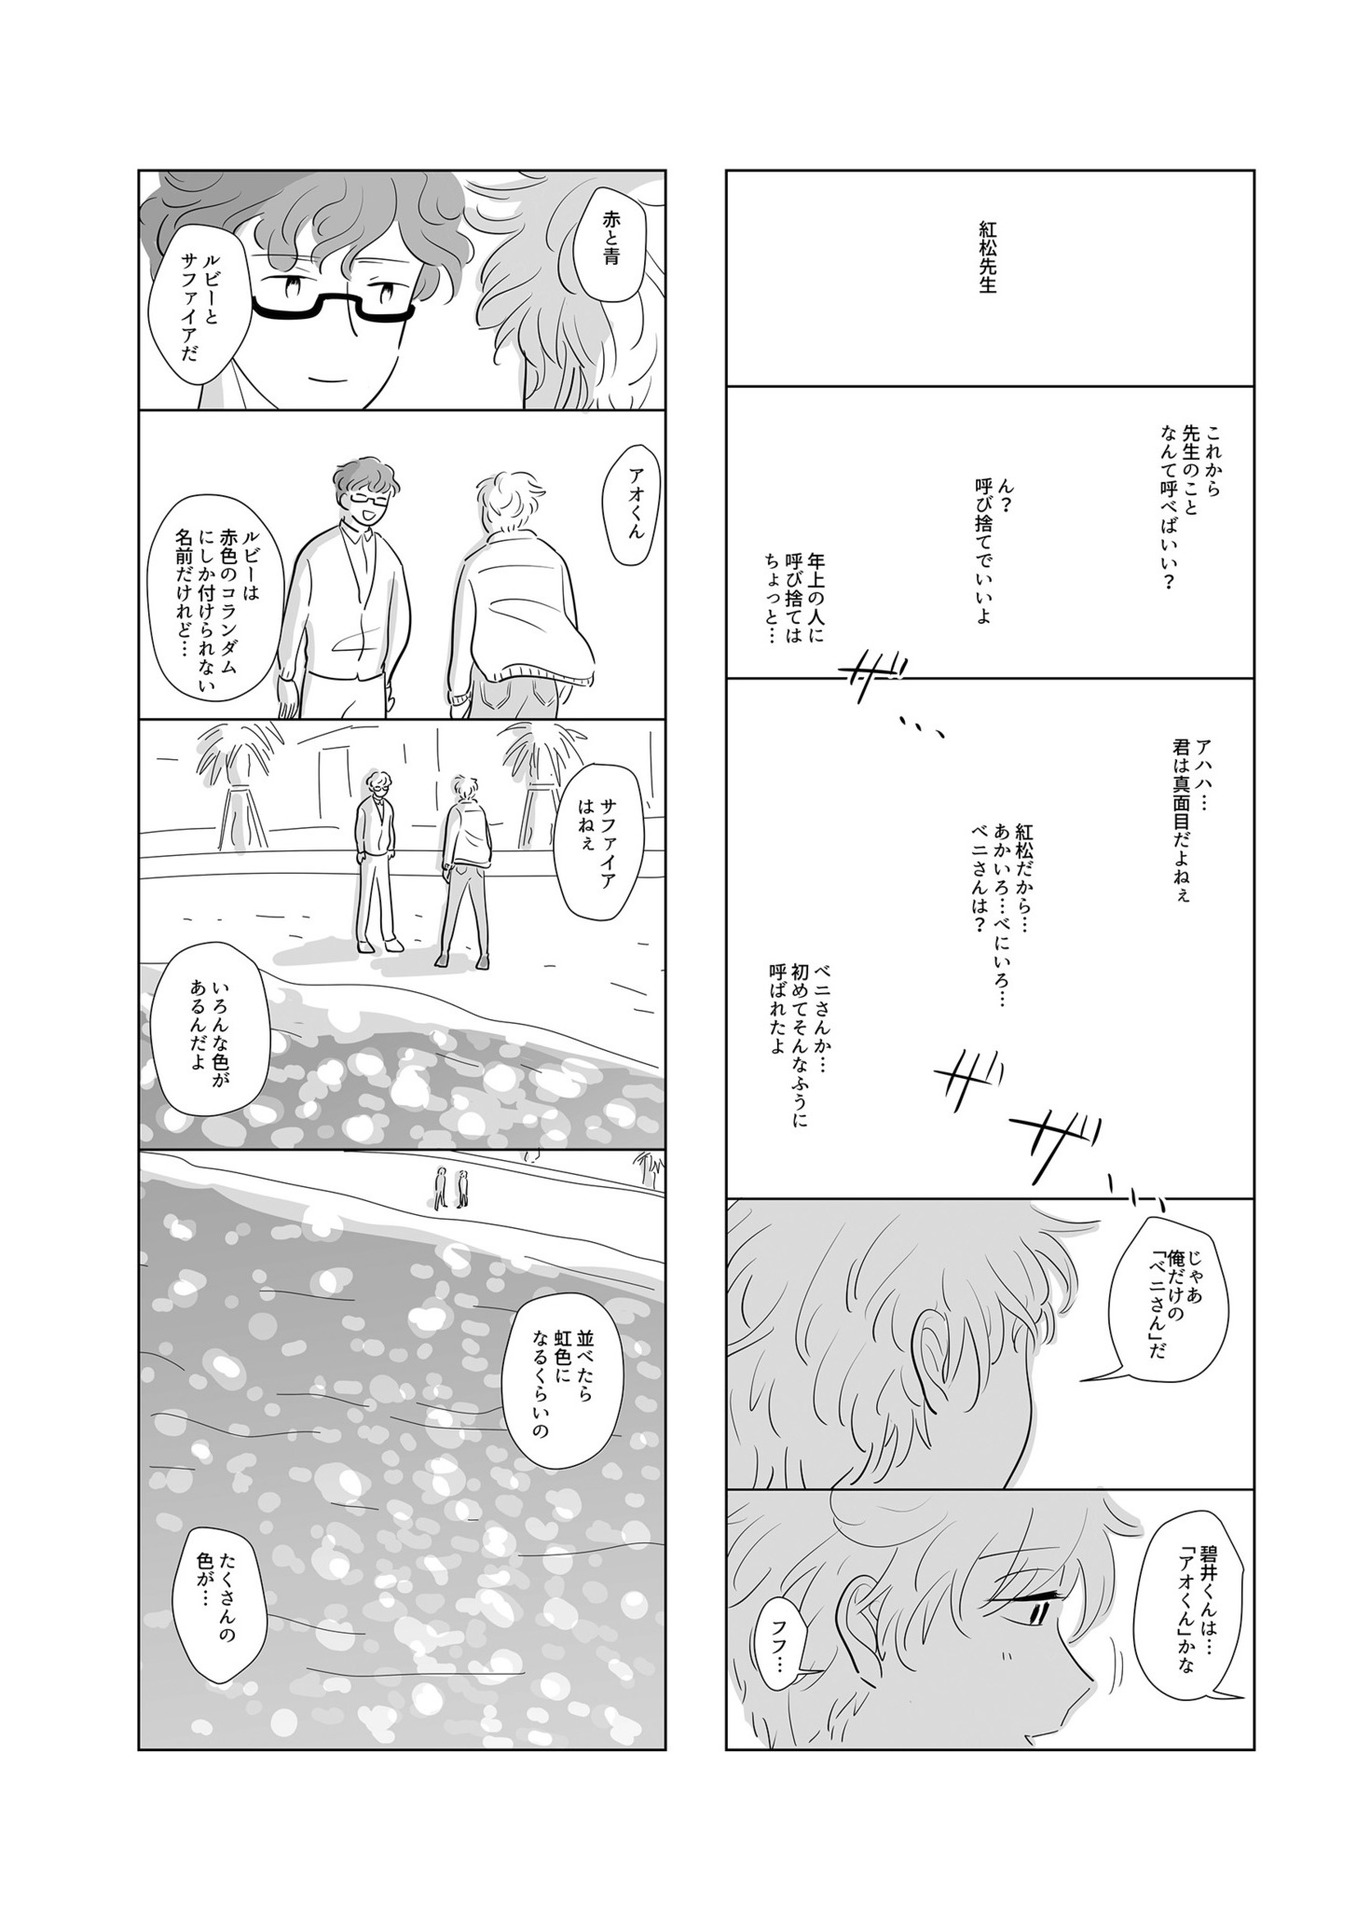 紅松先生
これから
先生のこと
なんて呼べばいい?
ん?
呼び捨てでいいよ
年上の人に
呼び捨ては
ちょっと…
ザ
アハハ…
君は真面目だよねぇ
紅松だから…
あかいろ…べにいろ…
ベニさんは?
ベニさんか…
初めてそんなふうに
呼ばれたよ
ザ
ザ
じゃあ
俺だけの
「ベニさん」だ
碧井くんは…
「アオくん」かな
フフ…
赤と青
ルビーと
サファイアだ
アオくん
ルビーは
赤色のコランダム
にしか付けられない
名前だけれど…
サファイア
はねぇ
いろんな色が
あるんだよ
並べたら
虹色に
なるくらいの
たくさんの
色が…